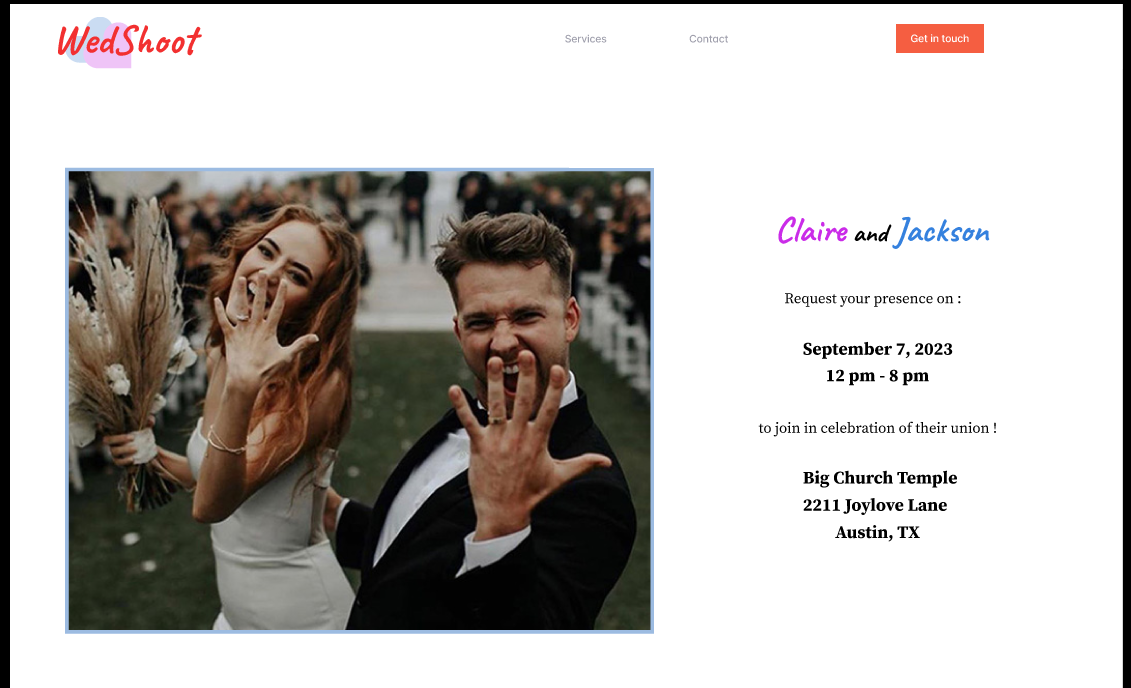 WedShoot
Services
Contact
Get in touch
Claire and Jackson
Request your presence on :
September 7, 2023
12 pm - 8 pm
to join in celebration of their union !
Big Church Temple
2211 Joylove Lane
Austin, TX